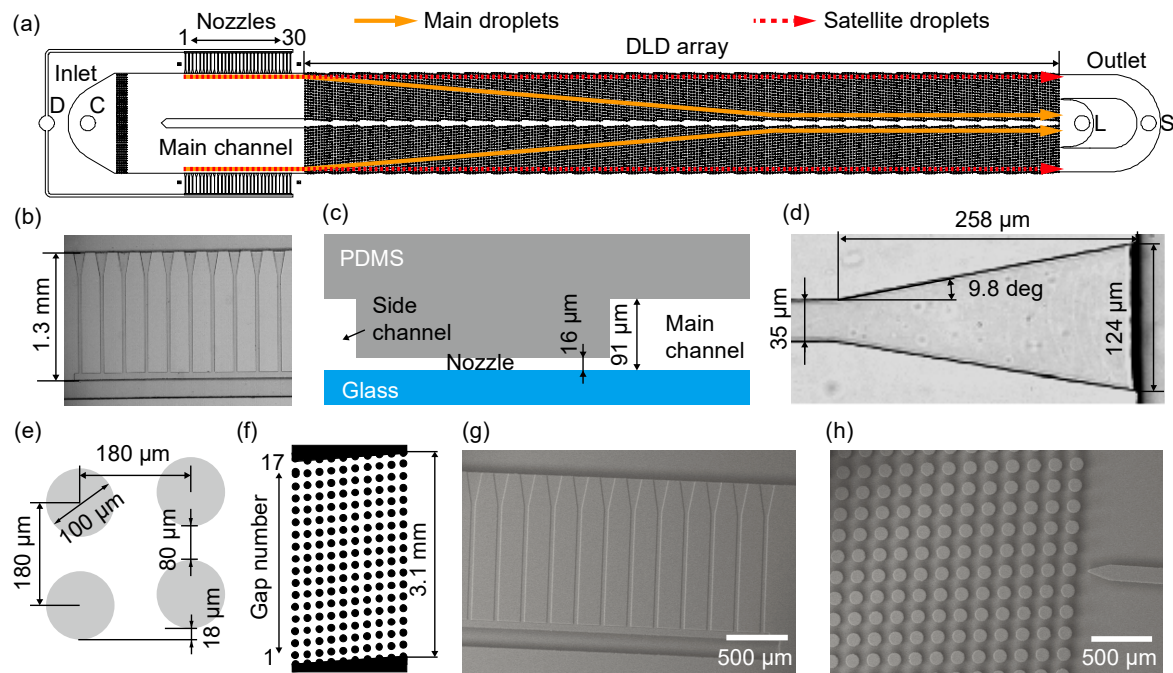 (a)
Nozzles
1
30
Main droplets
Satellite droplets
DLD array
Inlet
Outlet
D
C
L
S
Main channel
(b)
1.3 mm
(c)
PDMS
Side
channel
16 µm
91 µm
Main
channel
Nozzle
Glass
(d)
258 µm
9.8 deg
35 µm
124 µm
(e)
180 µm
100 µm
180 µm
80 µm
18 µm
(f)
17
Gap number
1
3.1 mm
(g)
500 µm
(h)
500 µm